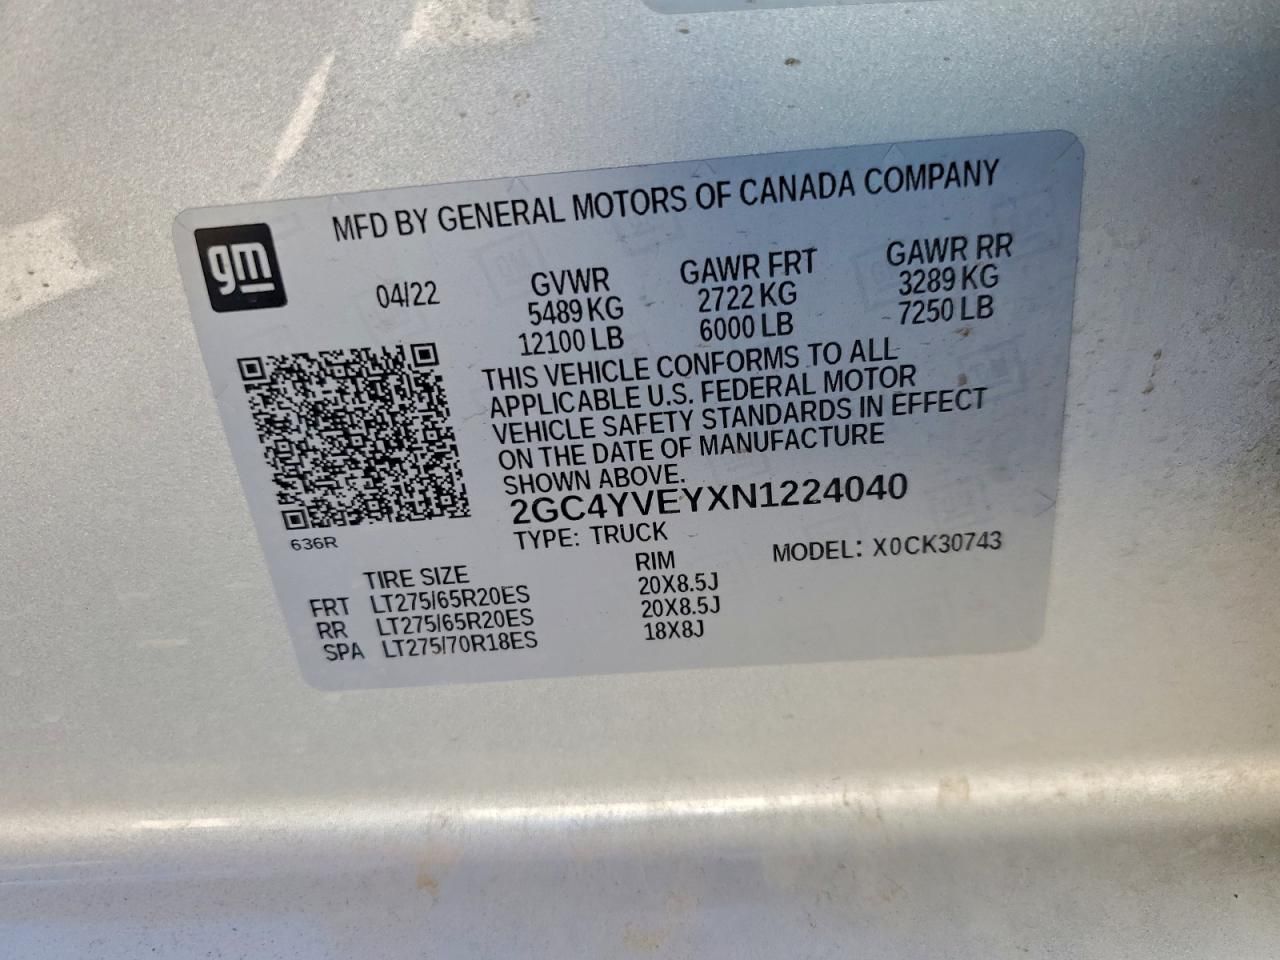 MFD BY GENERAL MOTORS OF CANADA COMPANY
gm
04/22
GVWR
5489 KG
12100 LB
GAWR FRT
2722 KG
6000 LB
GAWR RR
3289 KG
7250 LB
THIS VEHICLE CONFORMS TO ALL
APPLICABLE U.S. FEDERAL MOTOR
VEHICLE SAFETY STANDARDS IN EFFECT
ON THE DATE OF MANUFACTURE
SHOWN ABOVE.
2GC4YVEYXN1224040
636R
TYPE: TRUCK
MODEL: X0CK30743
TIRE SIZE RIM
FRT LT275/65R20ES 20X8.5J
RR LT275/65R20ES 20X8.5J
SPA LT275/70R18ES 18X8J